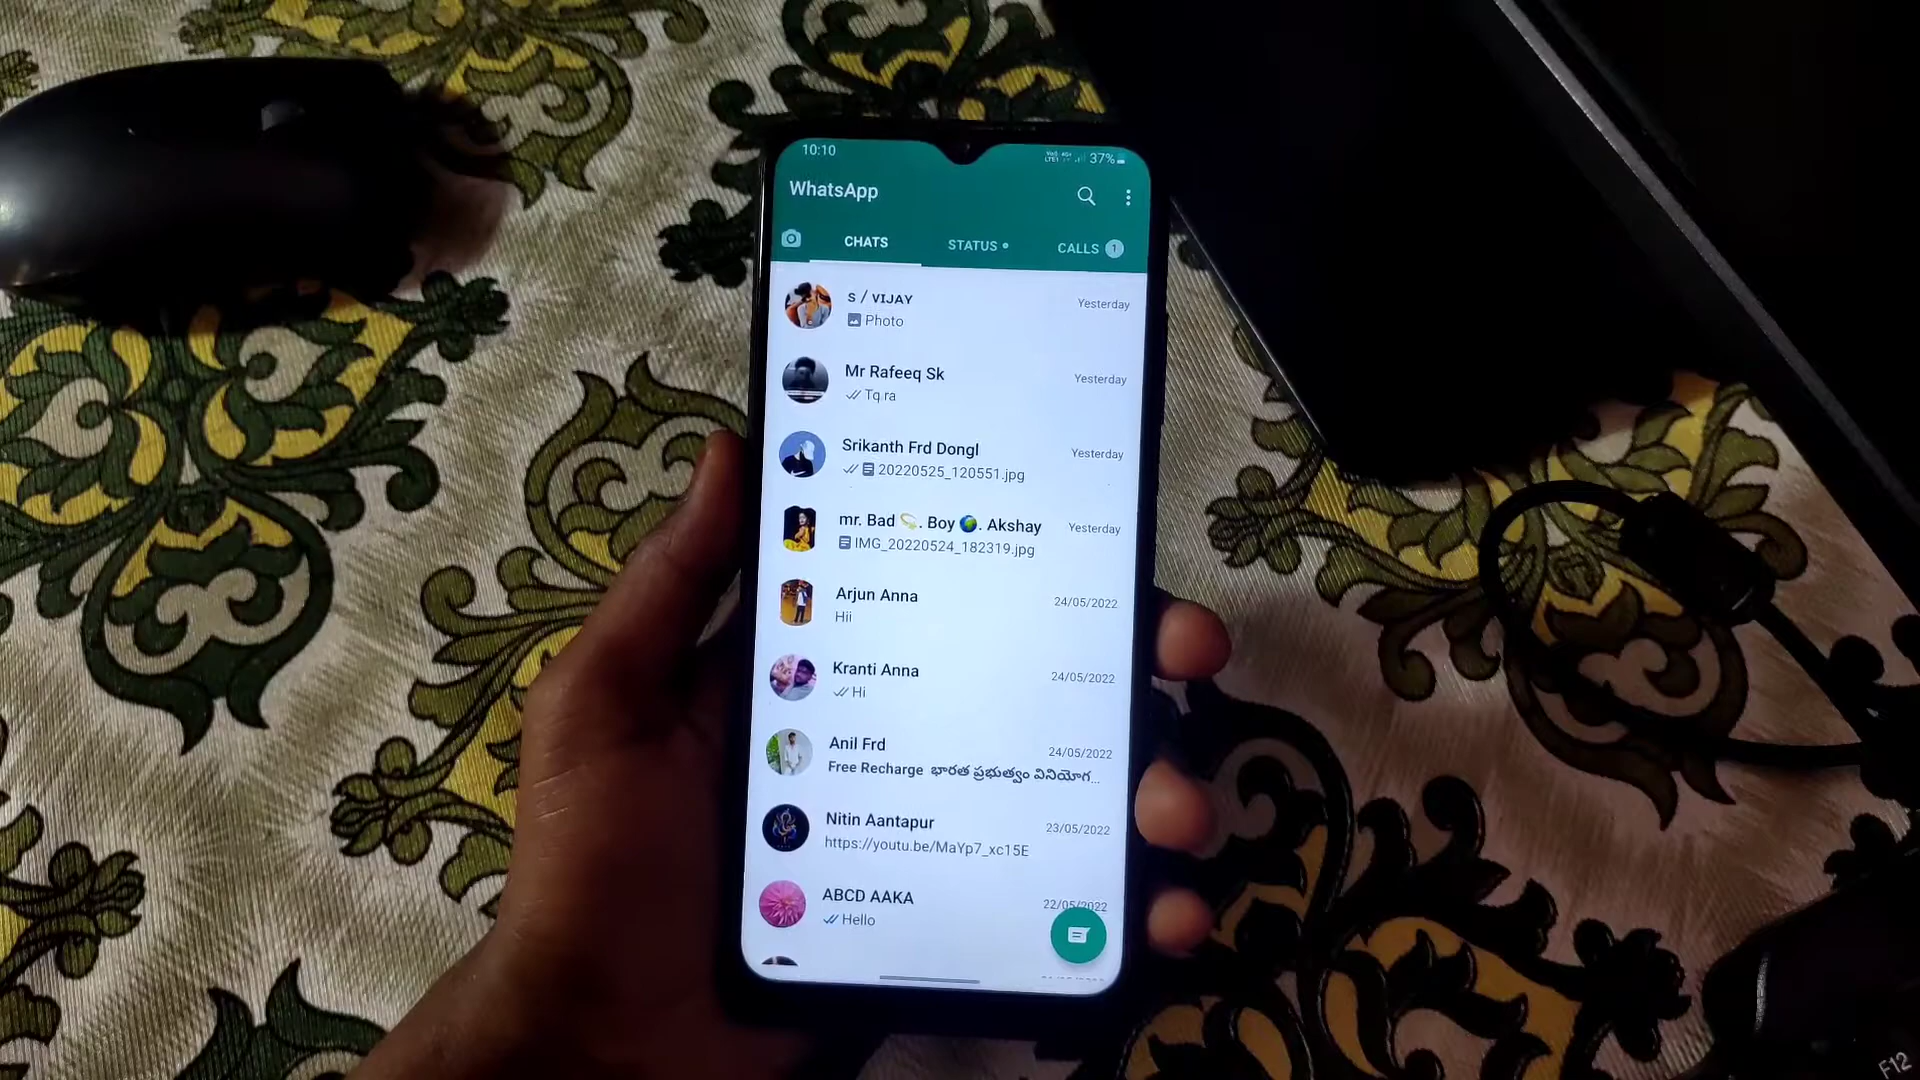 10:10
37%
WhatsApp
CHATS
STATUS
CALLS 1
s / VIJAY
Yesterday
Photo
Mr Rafeeq Sk
Yesterday
Tq ra
Srikanth Frd Dongl
Yesterday
20220525_120551.jpg
mr. Bad 💫. Boy 🌍. Akshay
Yesterday
IMG_20220524_182319.jpg
Arjun Anna
24/05/2022
Hii
Kranti Anna
24/05/2022
Hi
Anil Frd
24/05/2022
Free Recharge భారత ప్రభుత్వం వినియోగ...
Nitin Aantapur
23/05/2022
https://youtu.be/MaYp7_xc15E
ABCD AAKA
22/05/2022
Hello
F12